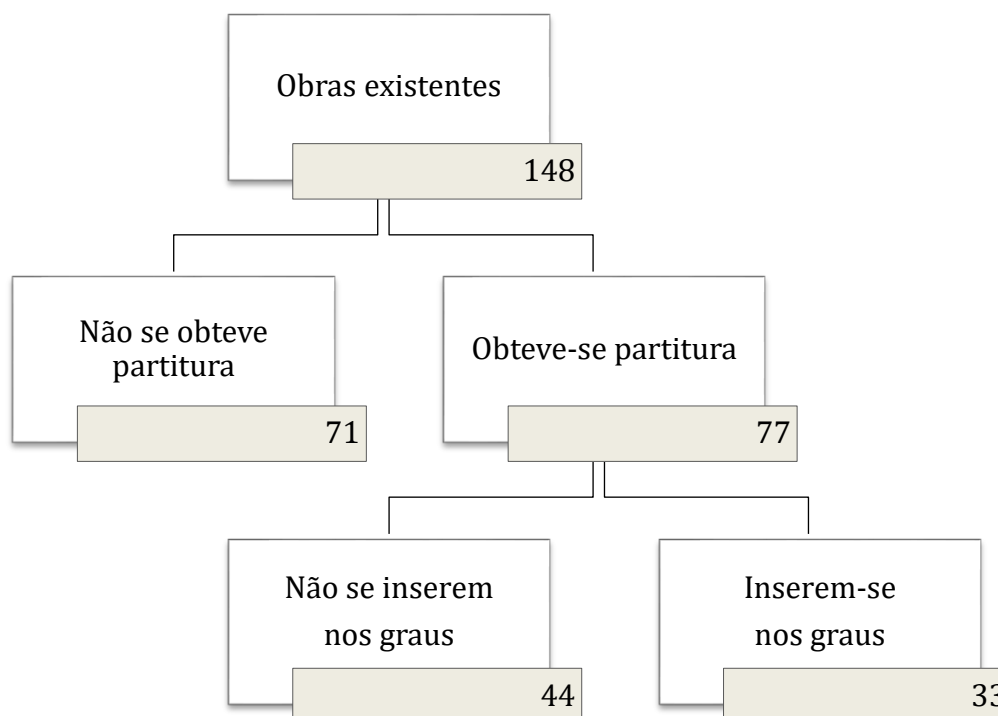 Obras existentes
148
Não se obteve
partitura
71
Obteve-se partitura
77
Não se inserem
nos graus
44
Inserem-se
nos graus
33